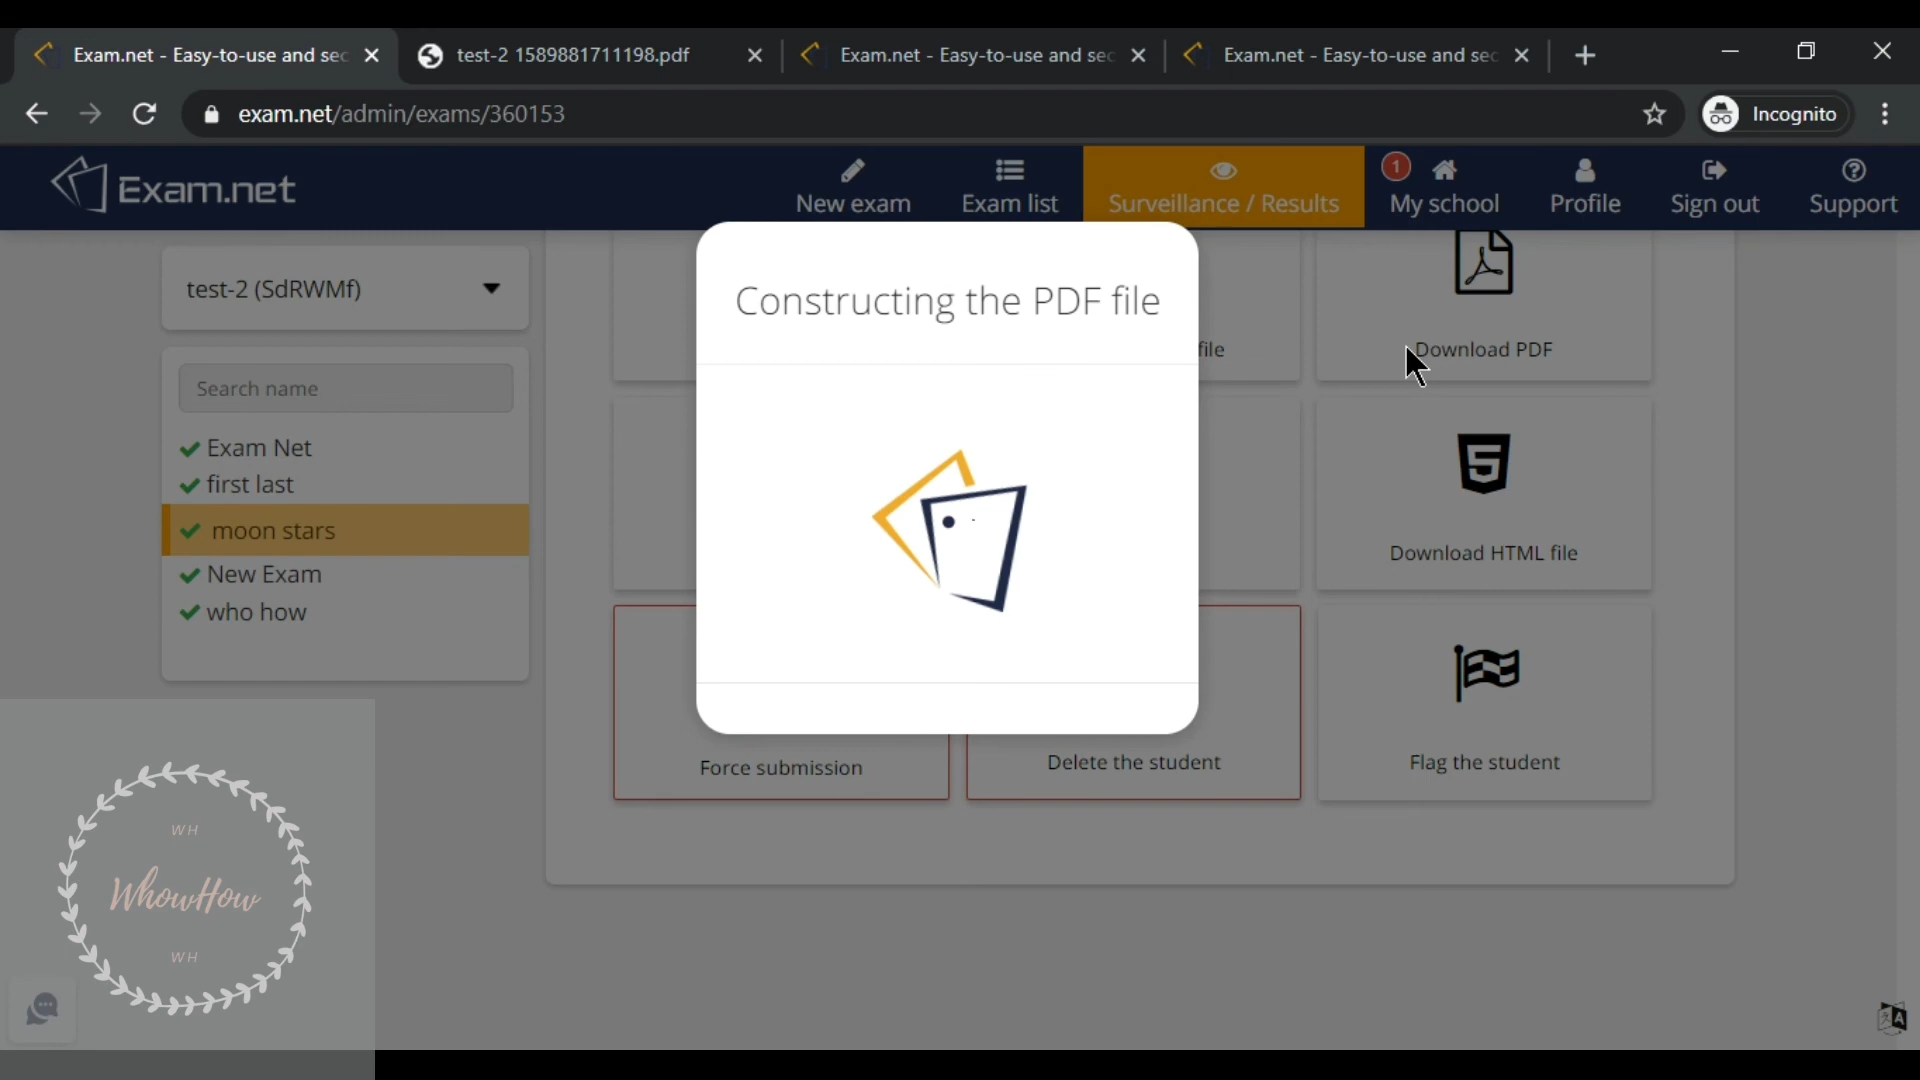 Exam.net - Easy-to-use and sec
test-2 1589881711198.pdf
Exam.net - Easy-to-use and sec
Exam.net - Easy-to-use and sec
exam.net/admin/exams/360153
Incognito
Exam.net
New exam
Exam list
Surveillance / Results
1
My school
Profile
Sign out
Support
test-2 (SdRWMf)
Search name
Exam Net
first last
moon stars
New Exam
who how
Constructing the PDF file
file
Download PDF
Download HTML file
Force submission
Delete the student
Flag the student
WH
WhowHow
WH